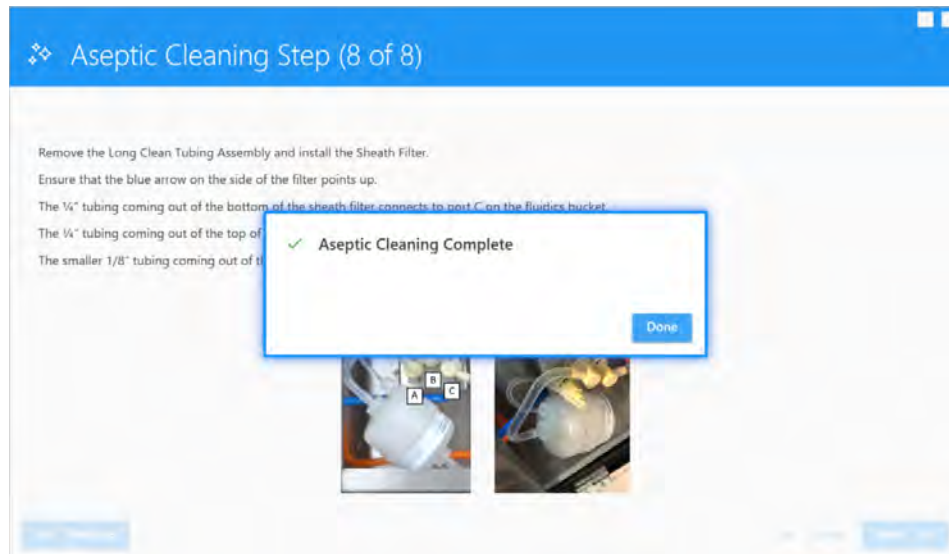 Aseptic Cleaning Step (8 of 8)
Remove the Long Clean Tubing Assembly and install the Sheath Filter.
Ensure that the blue arrow on the side of the filter points up.
The ¼" tubing coming out of the bottom of the sheath filter connects to port C on the fluidics bucket.
The ¼" tubing coming out of the top of
The smaller 1/8" tubing coming out of th
Aseptic Cleaning Complete
Done
A
B
C